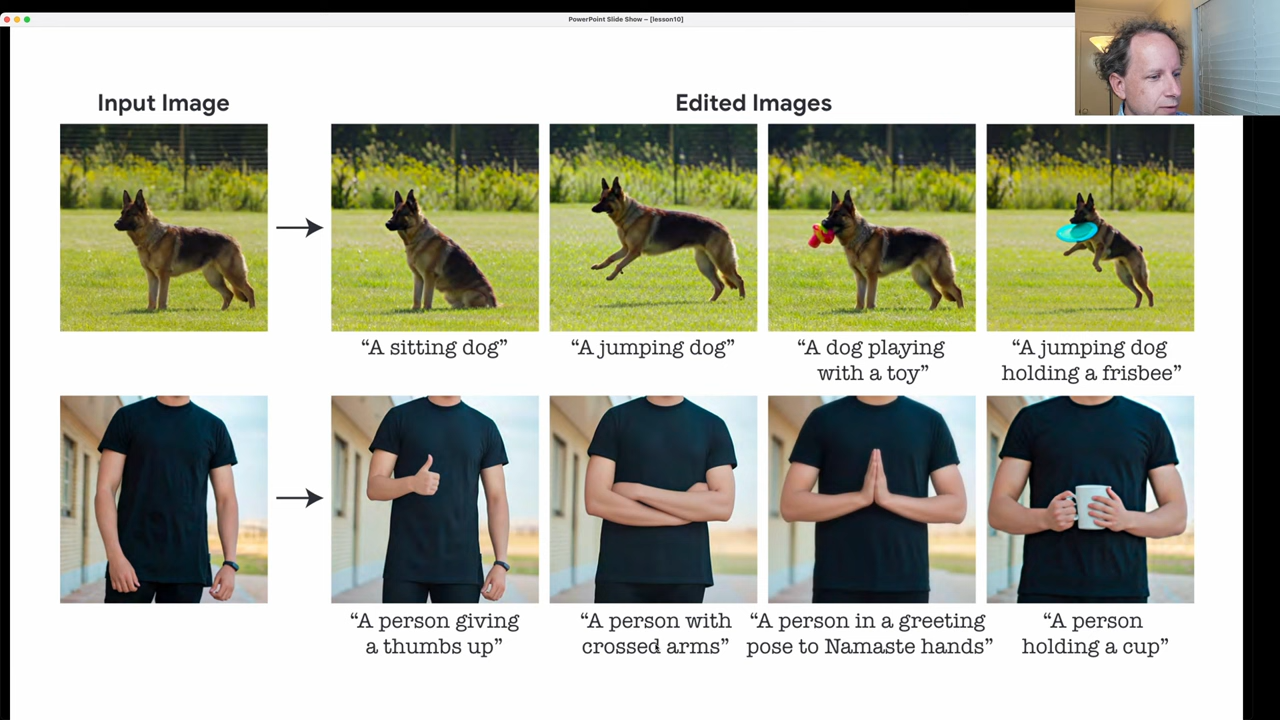 PowerPoint Slide Show – [lesson10]
Input Image
Edited Images
“A sitting dog”
“A jumping dog”
“A dog playing
with a toy”
“A jumping dog
holding a frisbee”
“A person giving
a thumbs up”
“A person with
crossed arms”
“A person in a greeting
pose to Namaste hands”
“A person
holding a cup”